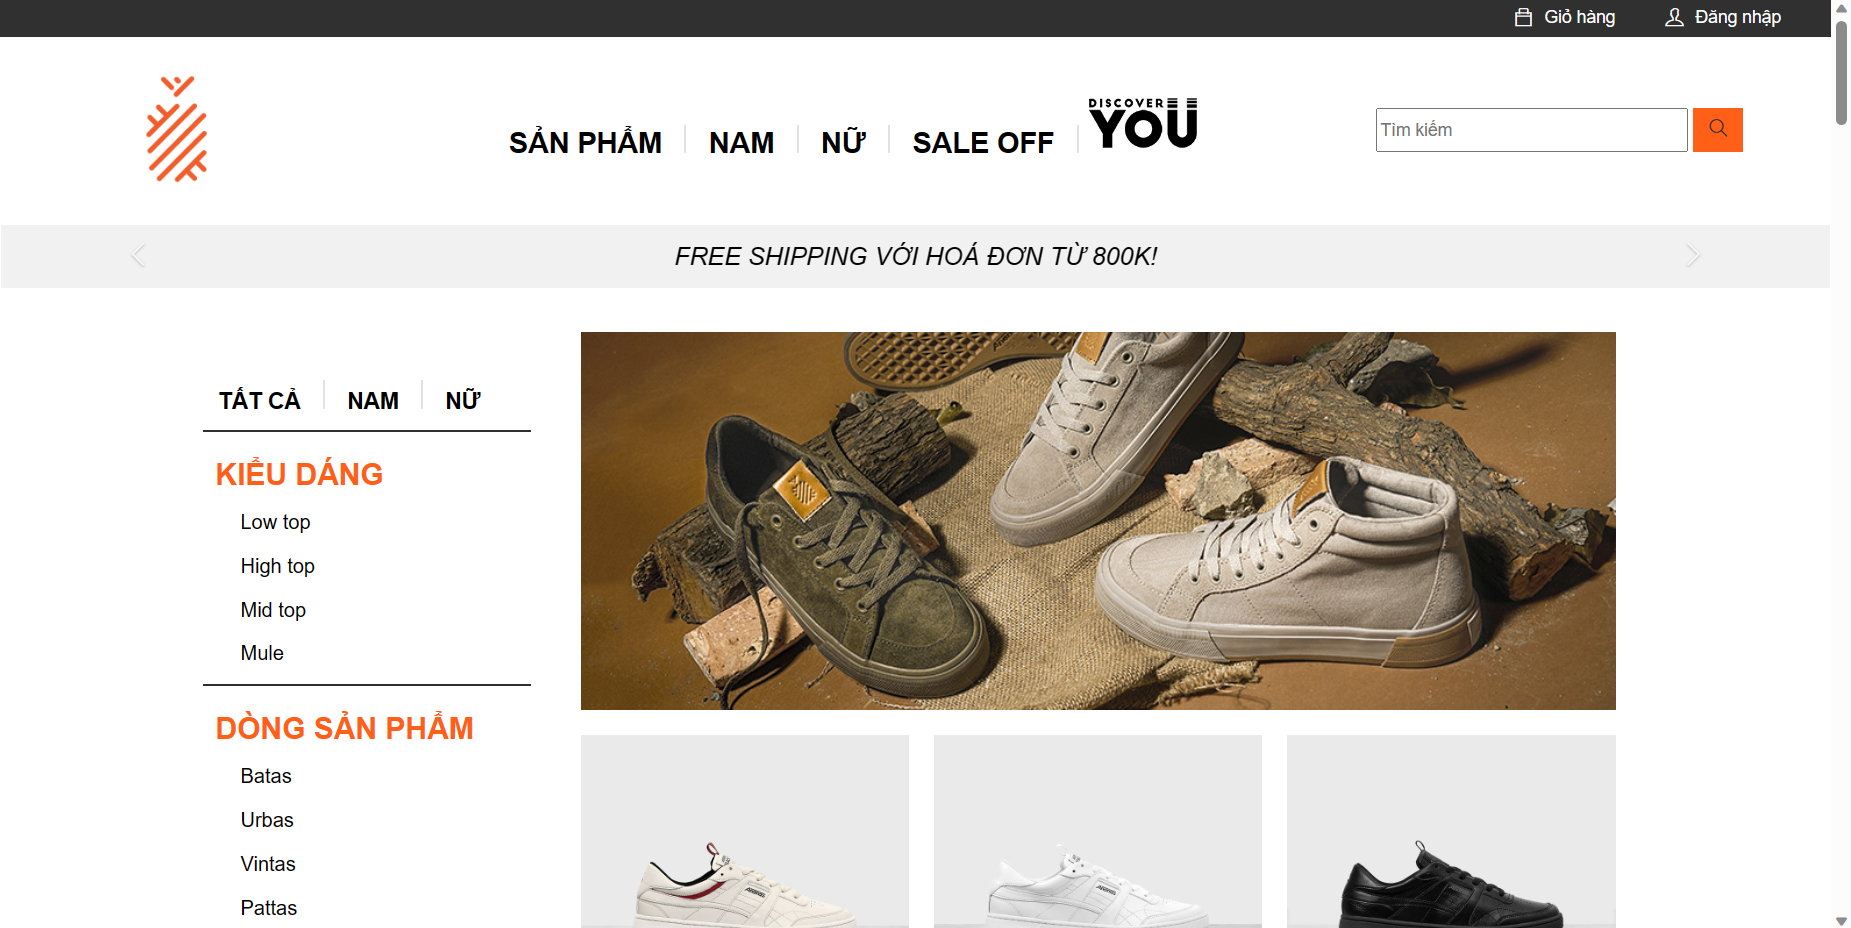 Giỏ hàng
Đăng nhập
SẢN PHẨM
NAM
NỮ
SALE OFF
DISCOVER
YOU
Tìm kiếm
FREE SHIPPING VỚI HOÁ ĐƠN TỪ 800K!
TẤT CẢ
NAM
NỮ
KIỂU DÁNG
Low top
High top
Mid top
Mule
DÒNG SẢN PHẨM
Batas
Urbas
Vintas
Pattas